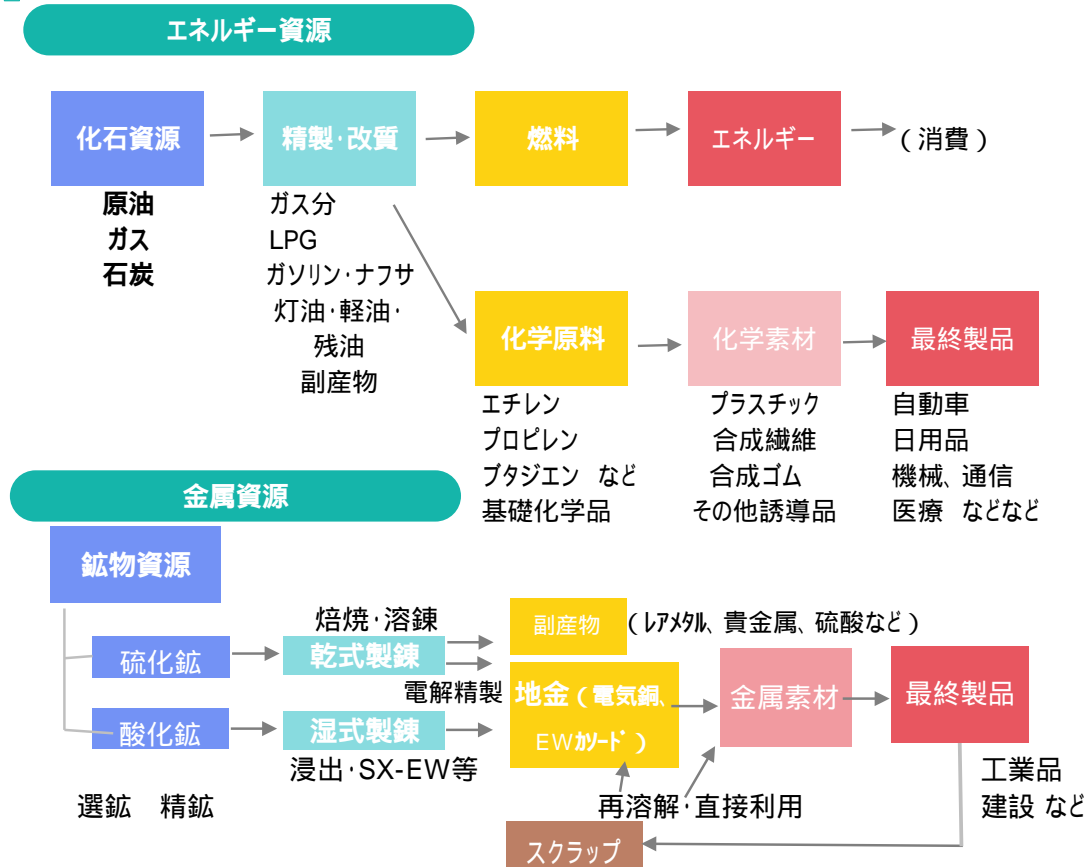 エネルギー資源
化石資源
精製･改質
燃料
エネルギー
(消費)
原油
ガス
石炭
ガス分
LPG
ガソリン･ナフサ
灯油･軽油･
残油
副産物
化学原料
化学素材
最終製品
エチレン
プロピレン
ブタジエン など
基礎化学品
プラスチック
合成繊維
合成ゴム
その他誘導品
自動車
日用品
機械、通信
医療 などなど
金属資源
鉱物資源
硫化鉱
焙焼･溶錬
乾式製錬
電解精製
副産物
(レアメタル、貴金属、硫酸など)
地金(電気銅、
EWカソード)
金属素材
最終製品
酸化鉱
湿式製錬
浸出･SX-EW等
選鉱 精鉱
再溶解･直接利用
工業品
建設 など
スクラップ